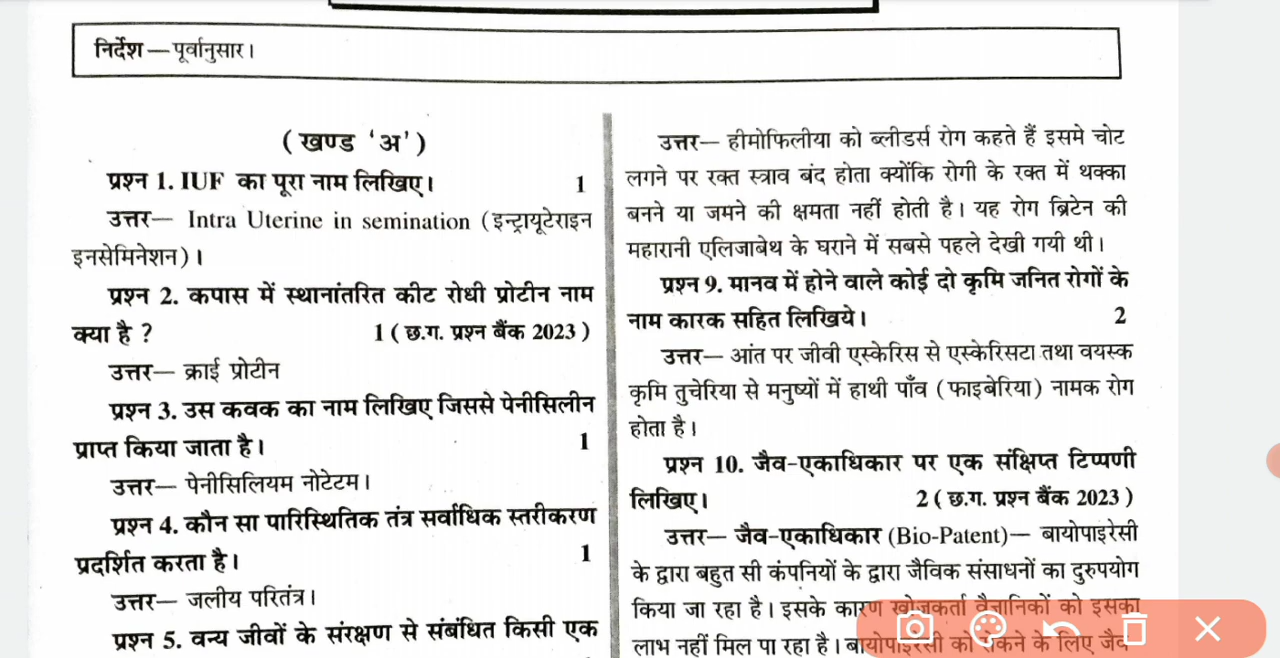 निर्देश — पूर्वानुसार।
( खण्ड 'अ' )
प्रश्न 1. IUF का पूरा नाम लिखिए। 1
उत्तर— Intra Uterine in semination (इन्ट्रायूटेराइन
इनसेमिनेशन)।
प्रश्न 2. कपास में स्थानांतरित कीट रोधी प्रोटीन नाम
क्या है ? 1 ( छ.ग. प्रश्न बैंक 2023 )
उत्तर— क्राई प्रोटीन
प्रश्न 3. उस कवक का नाम लिखिए जिससे पेनीसिलीन
प्राप्त किया जाता है। 1
उत्तर— पेनीसिलियम नोटेटम।
प्रश्न 4. कौन सा पारिस्थितिक तंत्र सर्वाधिक स्तरीकरण
प्रदर्शित करता है। 1
उत्तर— जलीय परितंत्र।
प्रश्न 5. वन्य जीवों के संरक्षण से संबंधित किसी एक
उत्तर— हीमोफिलीया को ब्लीडर्स रोग कहते हैं इसमे चोट
लगने पर रक्त स्त्राव बंद होता क्योंकि रोगी के रक्त में थक्का
बनने या जमने की क्षमता नहीं होती है। यह रोग ब्रिटेन की
महारानी एलिजाबेथ के घराने में सबसे पहले देखी गयी थी।
प्रश्न 9. मानव में होने वाले कोई दो कृमि जनित रोगों के
नाम कारक सहित लिखिये। 2
उत्तर— आंत पर जीवी एस्केरिस से एस्केरिसटा तथा वयस्क
कृमि तुचेरिया से मनुष्यों में हाथी पाँव (फाइबेरिया) नामक रोग
होता है।
प्रश्न 10. जैव-एकाधिकार पर एक संक्षिप्त टिप्पणी
लिखिए। 2 ( छ.ग. प्रश्न बैंक 2023 )
उत्तर— जैव-एकाधिकार (Bio-Patent)— बायोपाइरेसी
के द्वारा बहुत सी कंपनियों के द्वारा जैविक संसाधनों का दुरुपयोग
किया जा रहा है। इसके कारण खोजकर्ता वैज्ञानिकों को इसका
लाभ नहीं मिल पा रहा है। बायोपाइरेसी को रोकने के लिए जैव